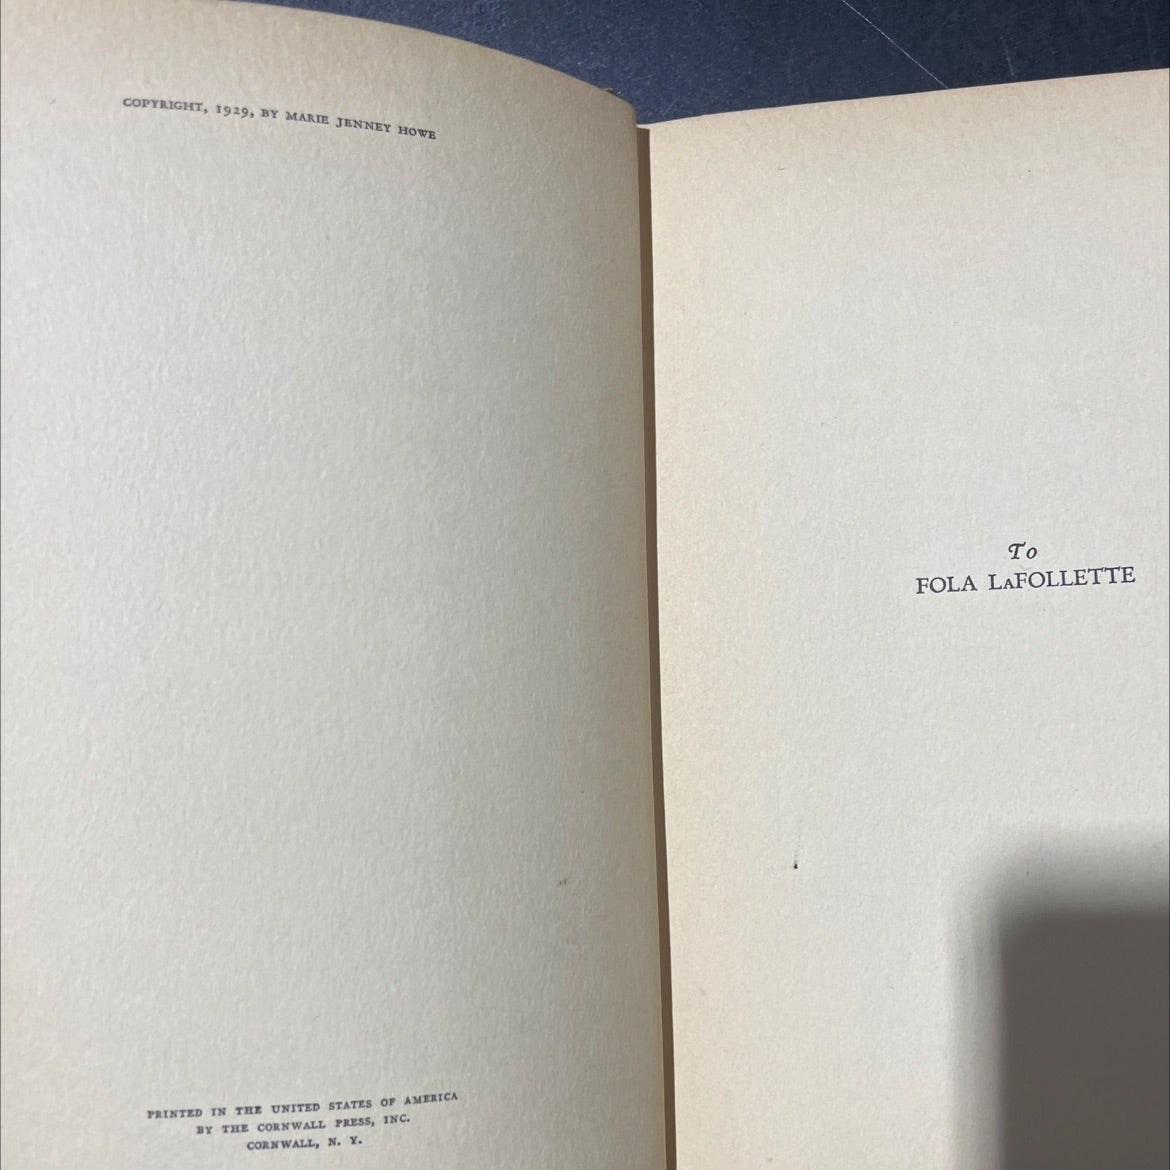 COPYRIGHT, 1929, BY MARIE JENNEY HOWE
PRINTED IN THE UNITED STATES OF AMERICA
BY THE CORNWALL PRESS, INC.
CORNWALL, N. Y.
To
FOLA LaFOLLETTE